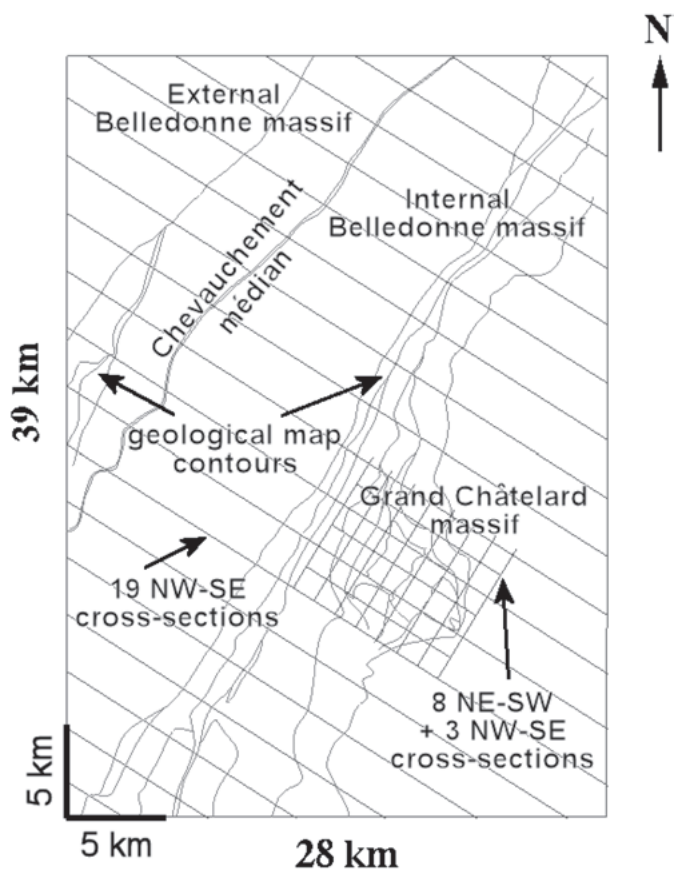 N
External
Belledonne massif
Internal
Belledonne massif
Chevauchement
médian
39 km
geological map
contours
Grand Châtelard
massif
19 NW-SE
cross-sections
8 NE-SW
+ 3 NW-SE
cross-sections
5 km
5 km
28 km